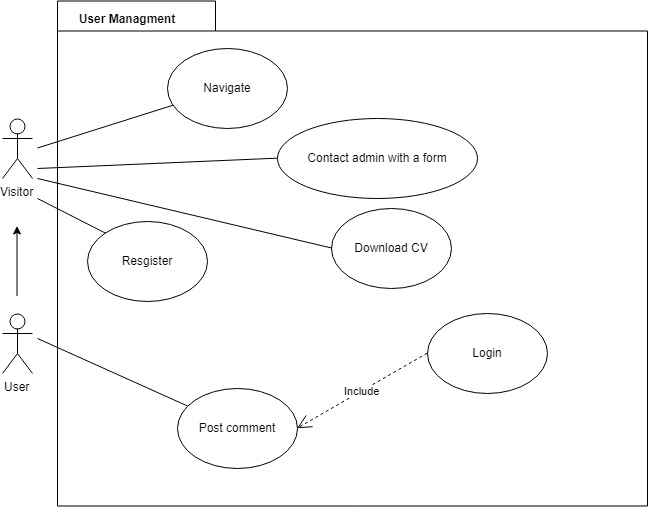 User Managment
Navigate
Contact admin with a form
Visitor
Download CV
Resgister
User
Login
Include
Post comment